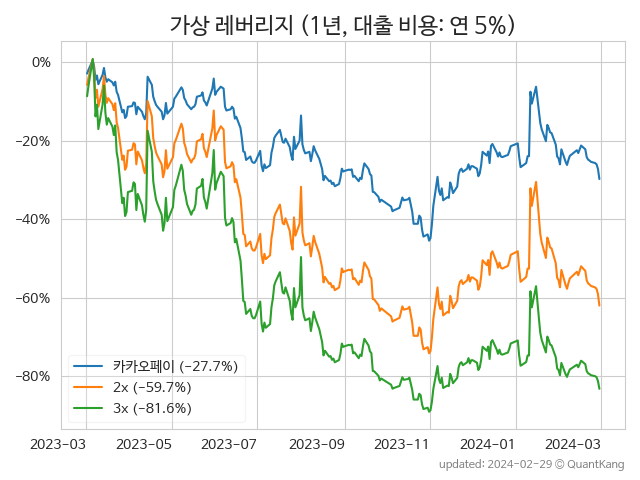 가상 레버리지 (1년, 대출 비용: 연 5%)
0%
−20%
−40%
−60%
−80%
카카오페이 (−27.7%)
2x (−59.7%)
3x (−81.6%)
2023-03 2023-05 2023-07 2023-09 2023-11 2024-01 2024-03
updated: 2024-02-29 © QuantKang